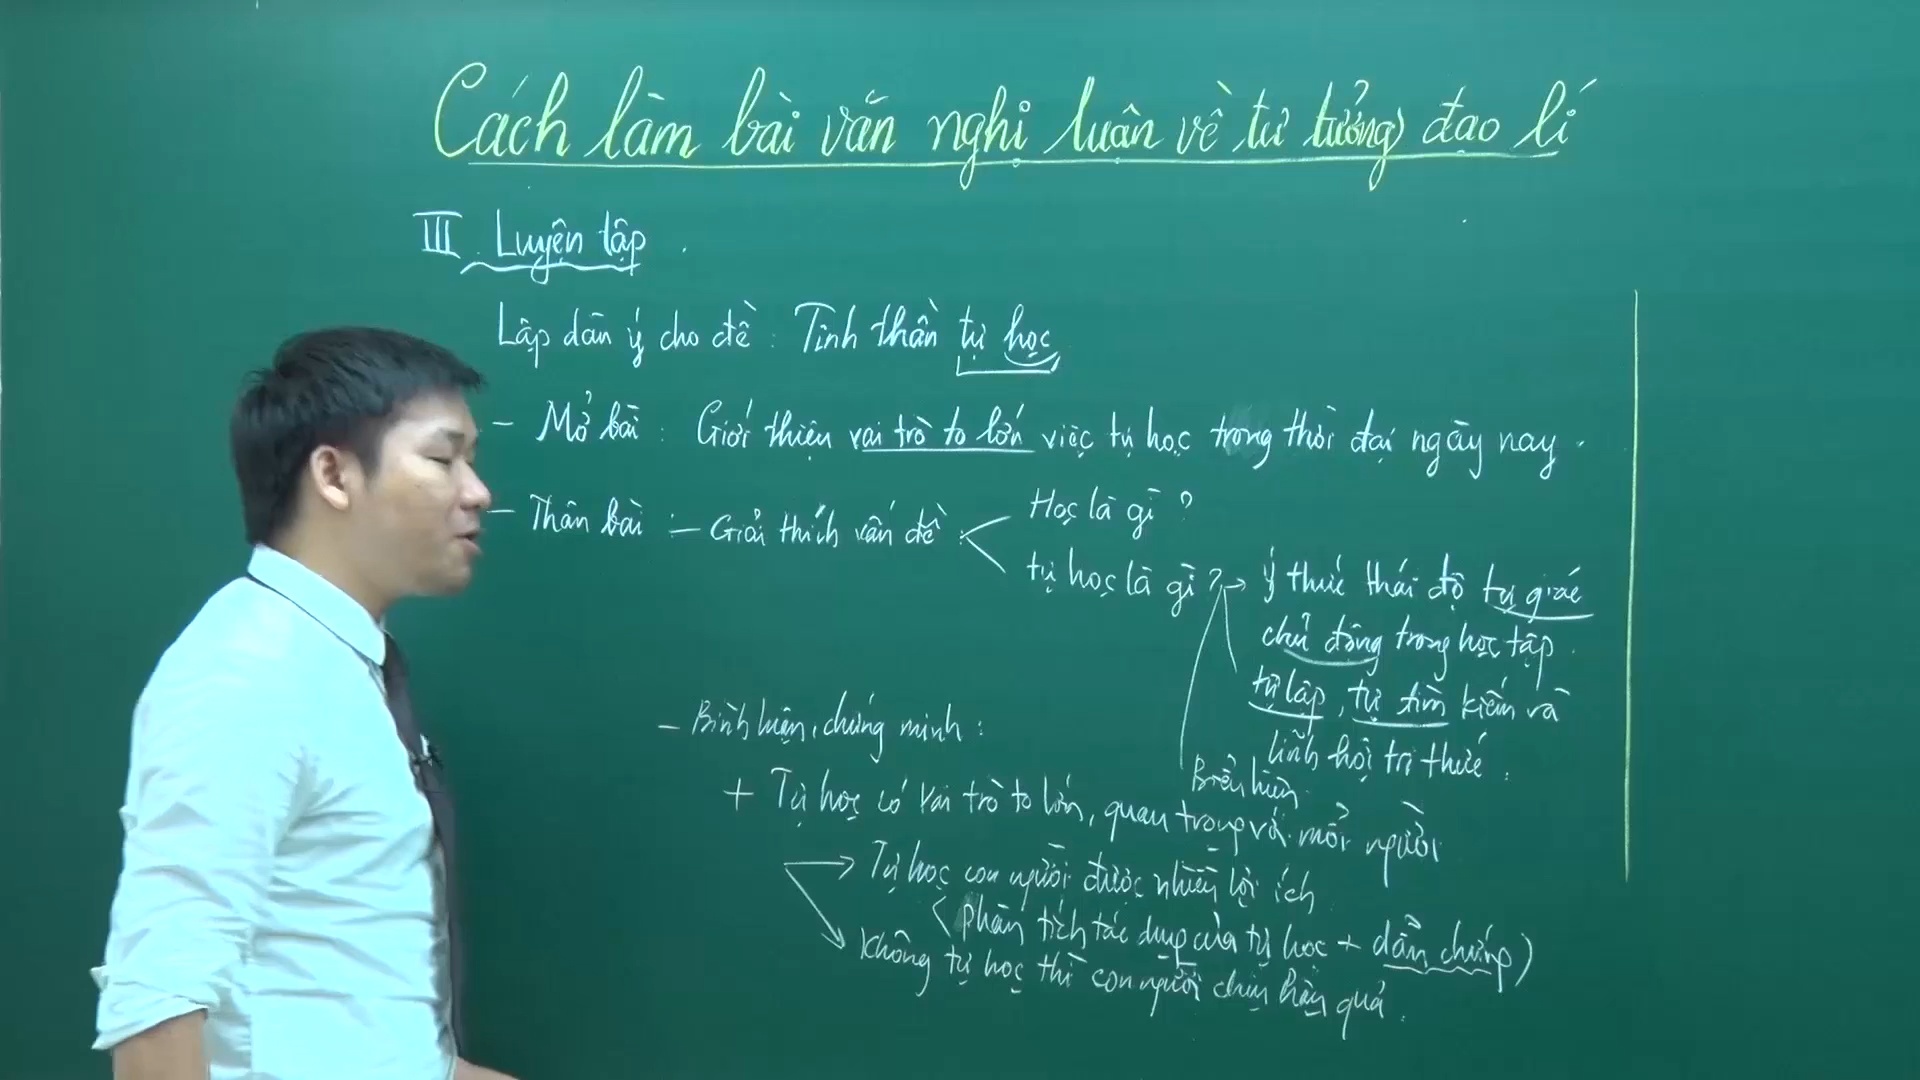 Cách làm bài văn nghị luận về tư tưởng đạo lí
III. Luyện tập
Lập dàn ý cho đề: Tinh thần tự học
- Mở bài: Giới thiệu vai trò to lớn việc tự học trong thời đại ngày nay.
- Thân bài: - Giải thích vấn đề:
Học là gì?
tự học là gì? → ý thức thái độ tự giác
chủ động trong học tập.
tự lập, tự tìm kiếm và
lĩnh hội tri thức.
Biểu hiện.
- Bình luận, chứng minh:
+ Tự học có vai trò to lớn, quan trọng với mỗi người
→ Tự học con người được nhiều lợi ích
(phân tích tác dụng của tự học + dẫn chứng)
→ Không tự học thì con người chịu hậu quả.